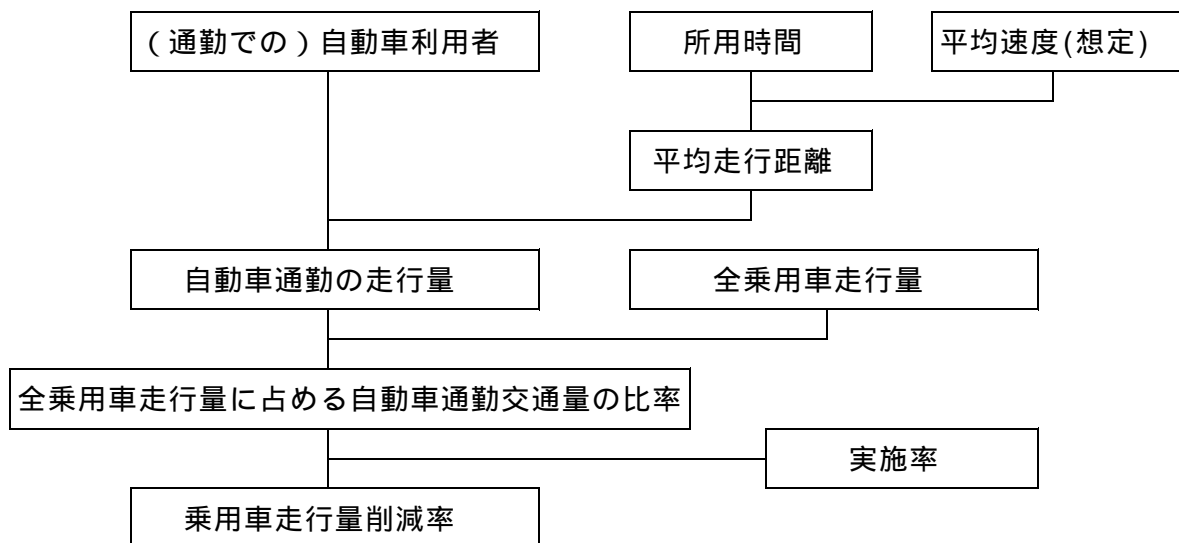 （通勤での）自動車利用者
所用時間
平均速度(想定)
平均走行距離
自動車通勤の走行量
全乗用車走行量
全乗用車走行量に占める自動車通勤交通量の比率
実施率
乗用車走行量削減率